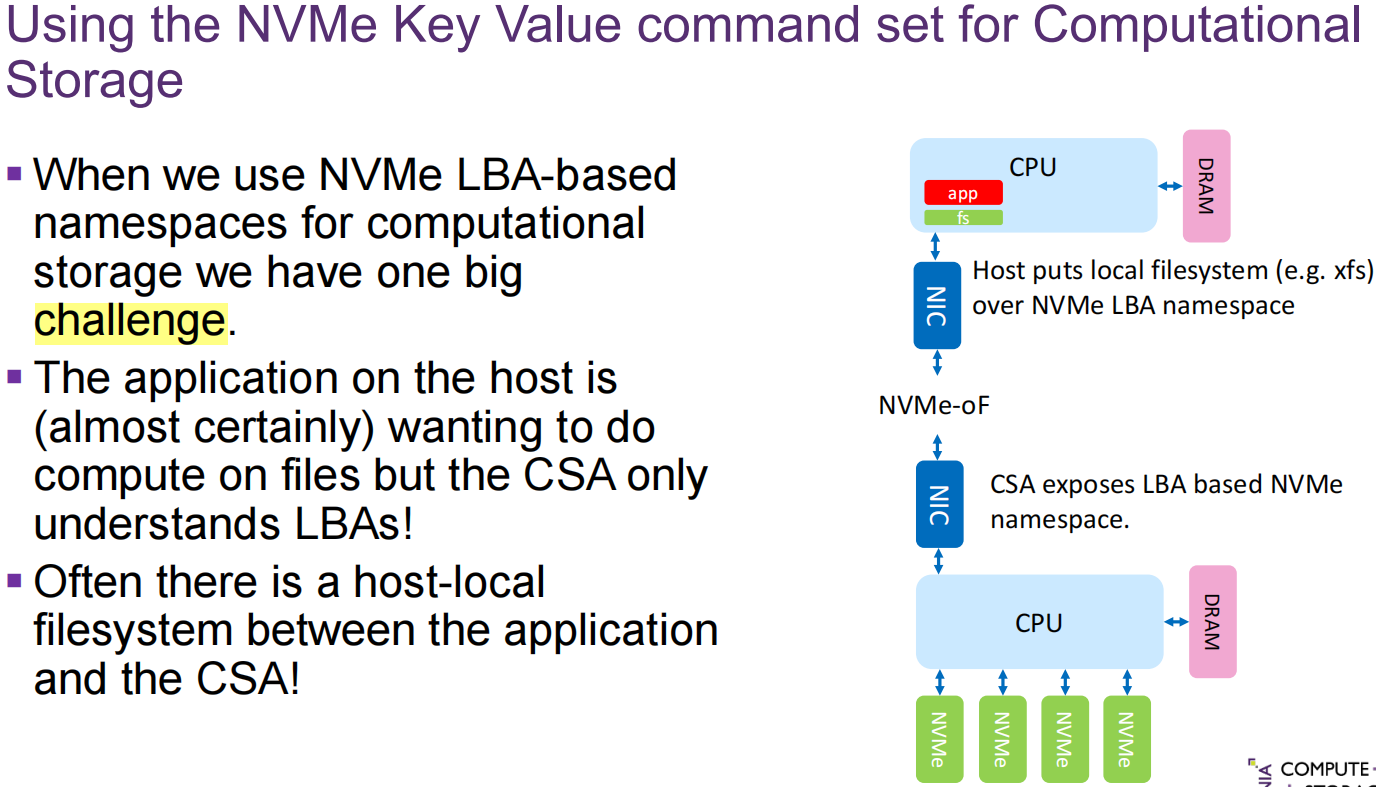 Using the NVMe Key Value command set for Computational
Storage
When we use NVMe LBA-based
namespaces for computational
storage we have one big
challenge.
The application on the host is
(almost certainly) wanting to do
compute on files but the CSA only
understands LBAs!
Often there is a host-local
filesystem between the application
and the CSA!
CPU
app
fs
DRAM
NIC
Host puts local filesystem (e.g. xfs)
over NVMe LBA namespace
NVMe-oF
NIC
CSA exposes LBA based NVMe
namespace.
CPU
DRAM
NVMe
NVMe
NVMe
NVMe
COMPUTE